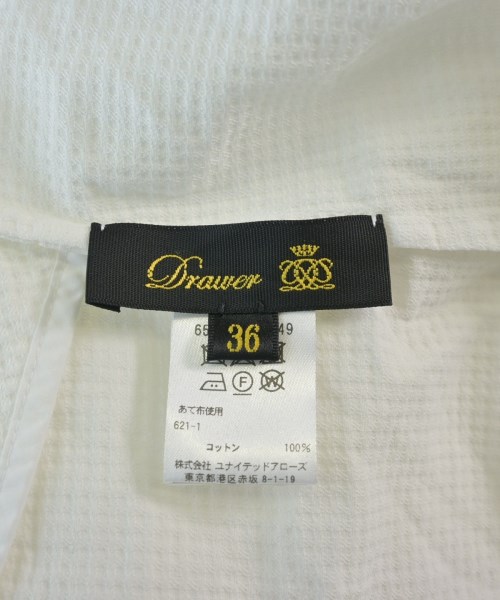 Drawer
36
65 49
F W
あて布使用
621-1
コットン 100%
株式会社 ユナイテッドアローズ
東京都港区赤坂 8-1-19